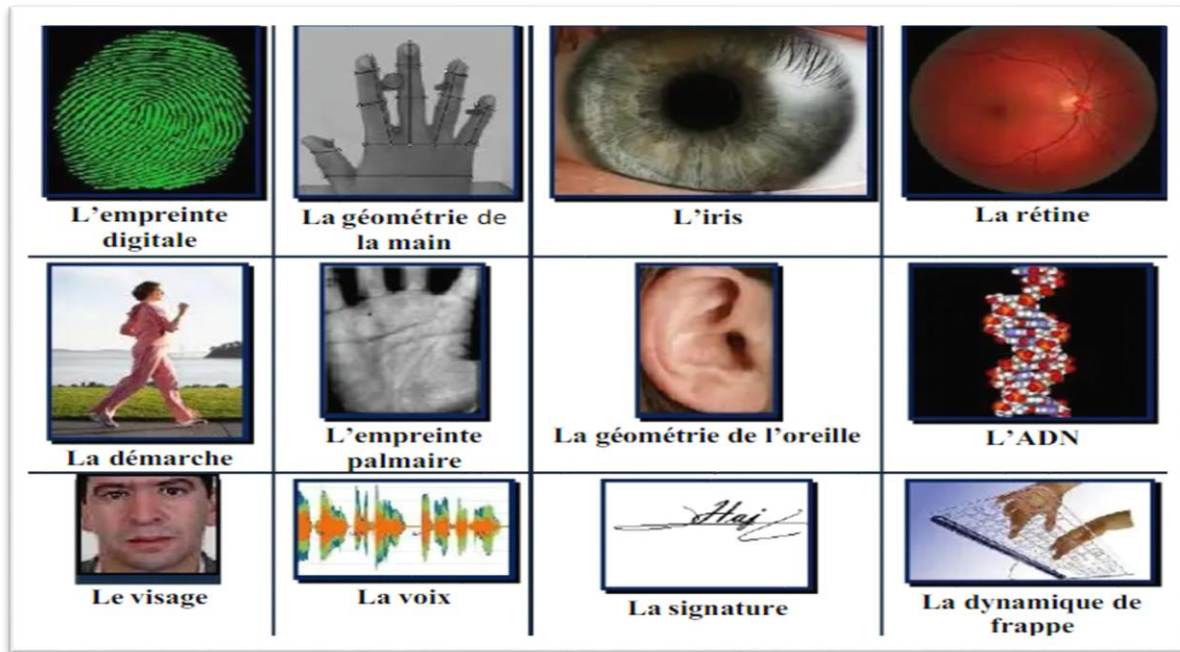 L’empreinte
digitale
La géométrie de
la main
L’iris
La rétine
La démarche
L’empreinte
palmaire
La géométrie de l’oreille
L’ADN
Le visage
La voix
Haj
La signature
La dynamique de
frappe